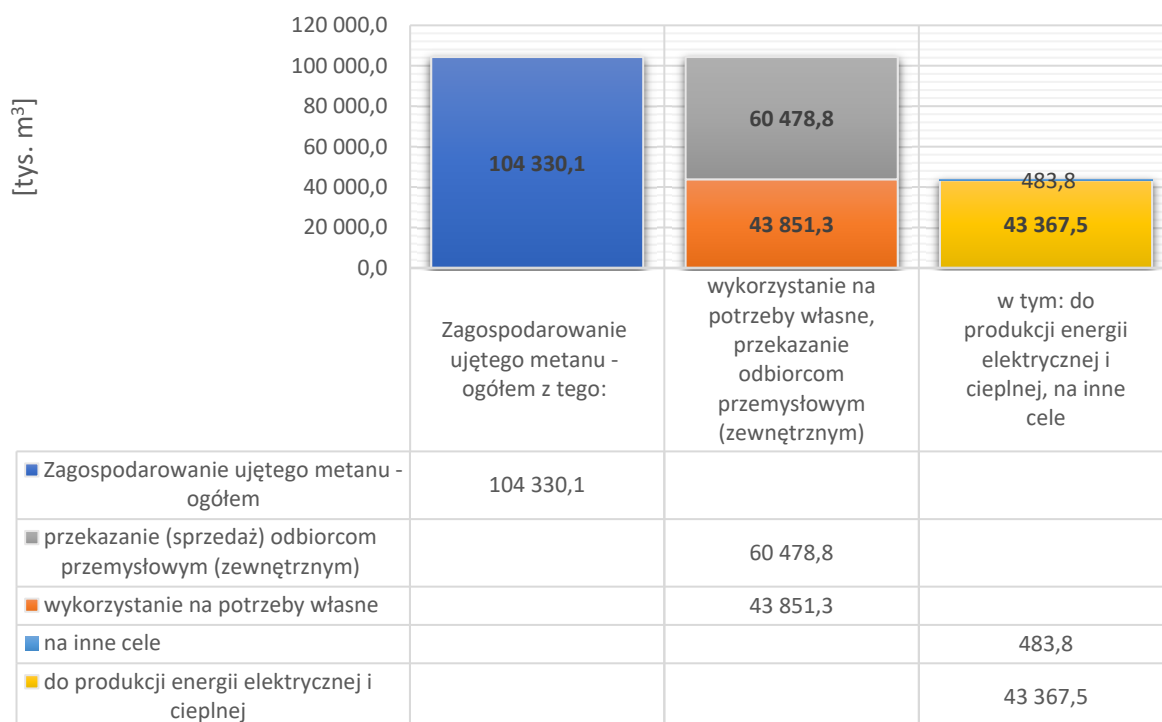 120 000,0
100 000,0
80 000,0
60 000,0
40 000,0
20 000,0
0,0
[tys. m³]
104 330,1
60 478,8
43 851,3
483,8
43 367,5
Zagospodarowanie
ujętego metanu -
ogółem z tego:
wykorzystanie na
potrzeby własne,
przekazanie
odbiorcom
przemysłowym
(zewnętrznym)
w tym: do
produkcji energii
elektrycznej i
cieplnej, na inne
cele
Zagospodarowanie ujętego metanu -
ogółem
104 330,1
przekazanie (sprzedaż) odbiorcom
przemysłowym (zewnętrznym)
60 478,8
wykorzystanie na potrzeby własne
43 851,3
na inne cele
483,8
do produkcji energii elektrycznej i
cieplnej
43 367,5